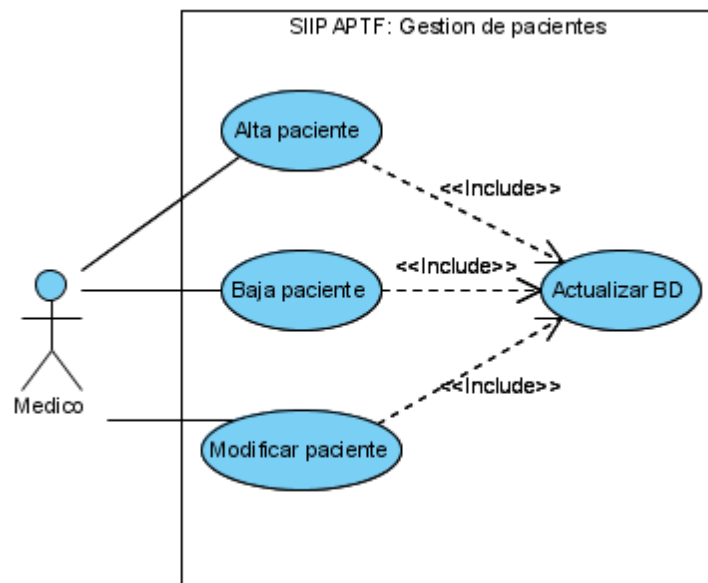 SIIP APTF: Gestion de pacientes
Alta paciente
<<Include>>
Baja paciente
<<Include>>
Actualizar BD
Medico
<<Include>>
Modificar paciente